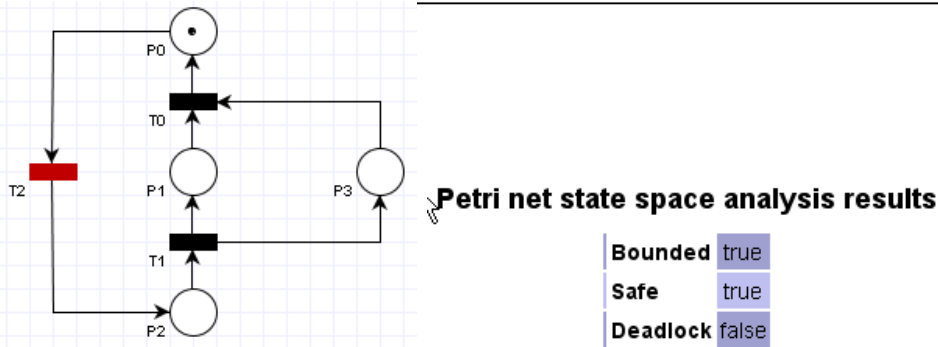 P0
T0
T2
P1
P3
T1
P2
Petri net state space analysis results
Bounded true
Safe true
Deadlock false